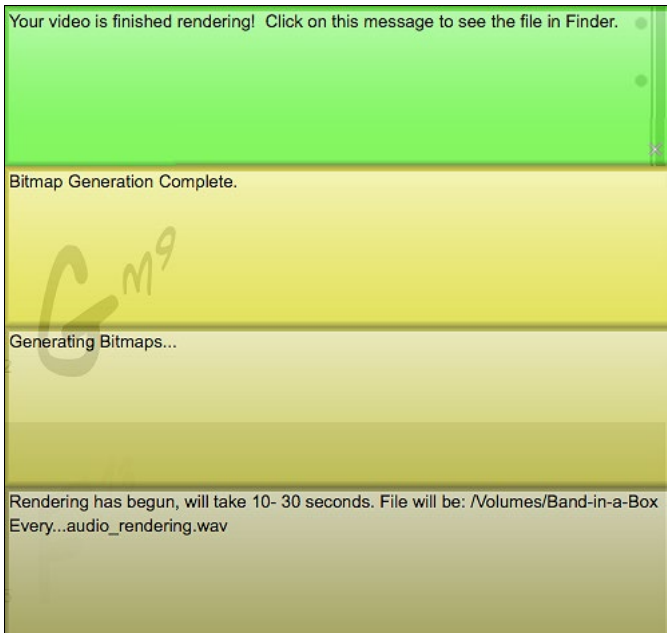 Your video is finished rendering!  Click on this message to see the file in Finder.
Bitmap Generation Complete.
Gm9
Generating Bitmaps...
2
Rendering has begun, will take 10- 30 seconds. File will be: /Volumes/Band-in-a-Box
Every...audio_rendering.wav